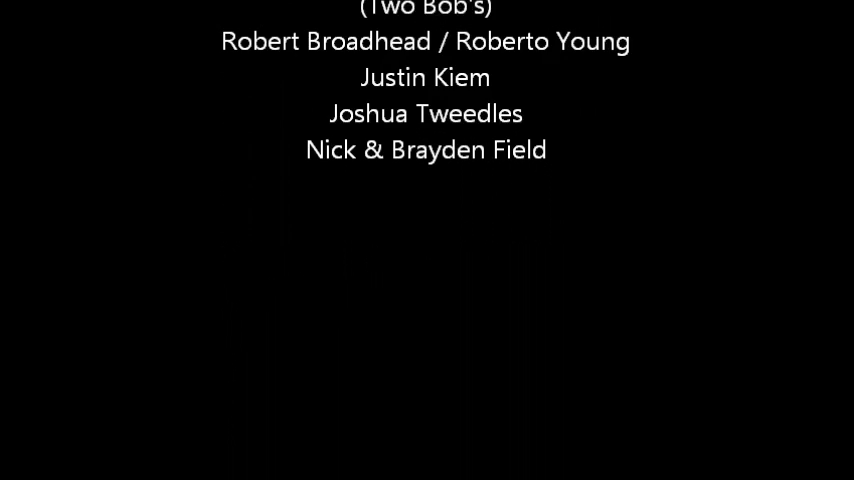 (Two Bob's)
Robert Broadhead / Roberto Young
Justin Kiem
Joshua Tweedles
Nick & Brayden Field